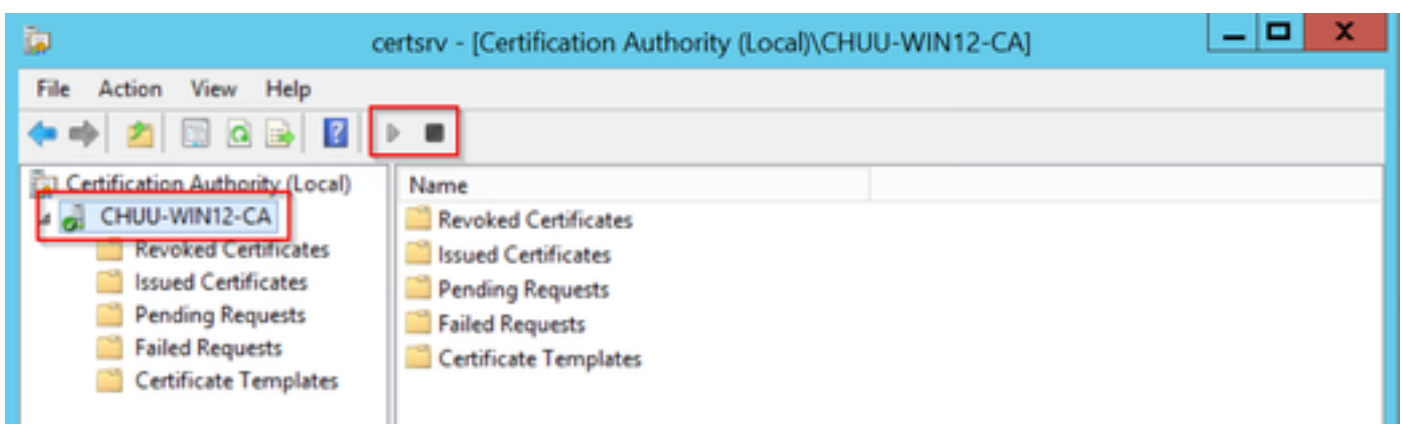 certsrv - [Certification Authority (Local)\CHUU-WIN12-CA]
File Action View Help
Certification Authority (Local)
CHUU-WIN12-CA
Revoked Certificates
Issued Certificates
Pending Requests
Failed Requests
Certificate Templates
Name
Revoked Certificates
Issued Certificates
Pending Requests
Failed Requests
Certificate Templates